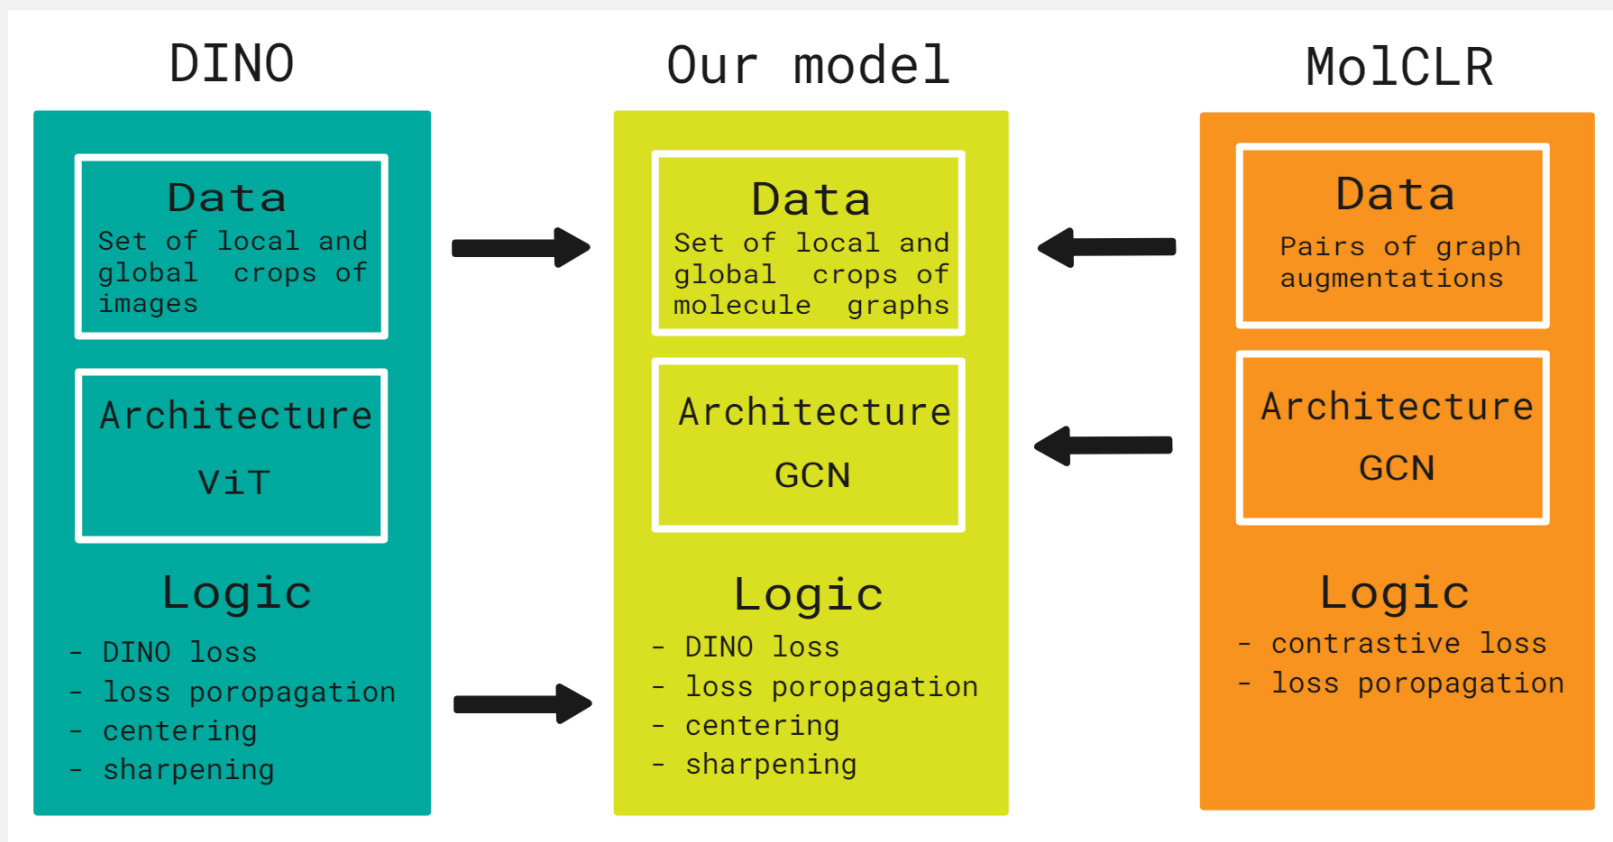 DINO
Data
Set of local and
global crops of
images
Architecture
ViT
Logic
- DINO loss
- loss poropagation
- centering
- sharpening
Our model
Data
Set of local and
global crops of
molecule graphs
Architecture
GCN
Logic
- DINO loss
- loss poropagation
- centering
- sharpening
MolCLR
Data
Pairs of graph
augmentations
Architecture
GCN
Logic
- contrastive loss
- loss poropagation